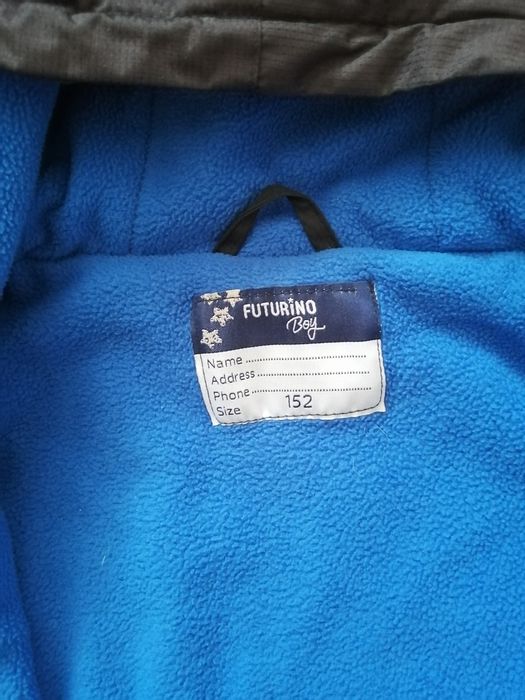 FUTURINO
Boy
Name
Address
Phone
Size 152